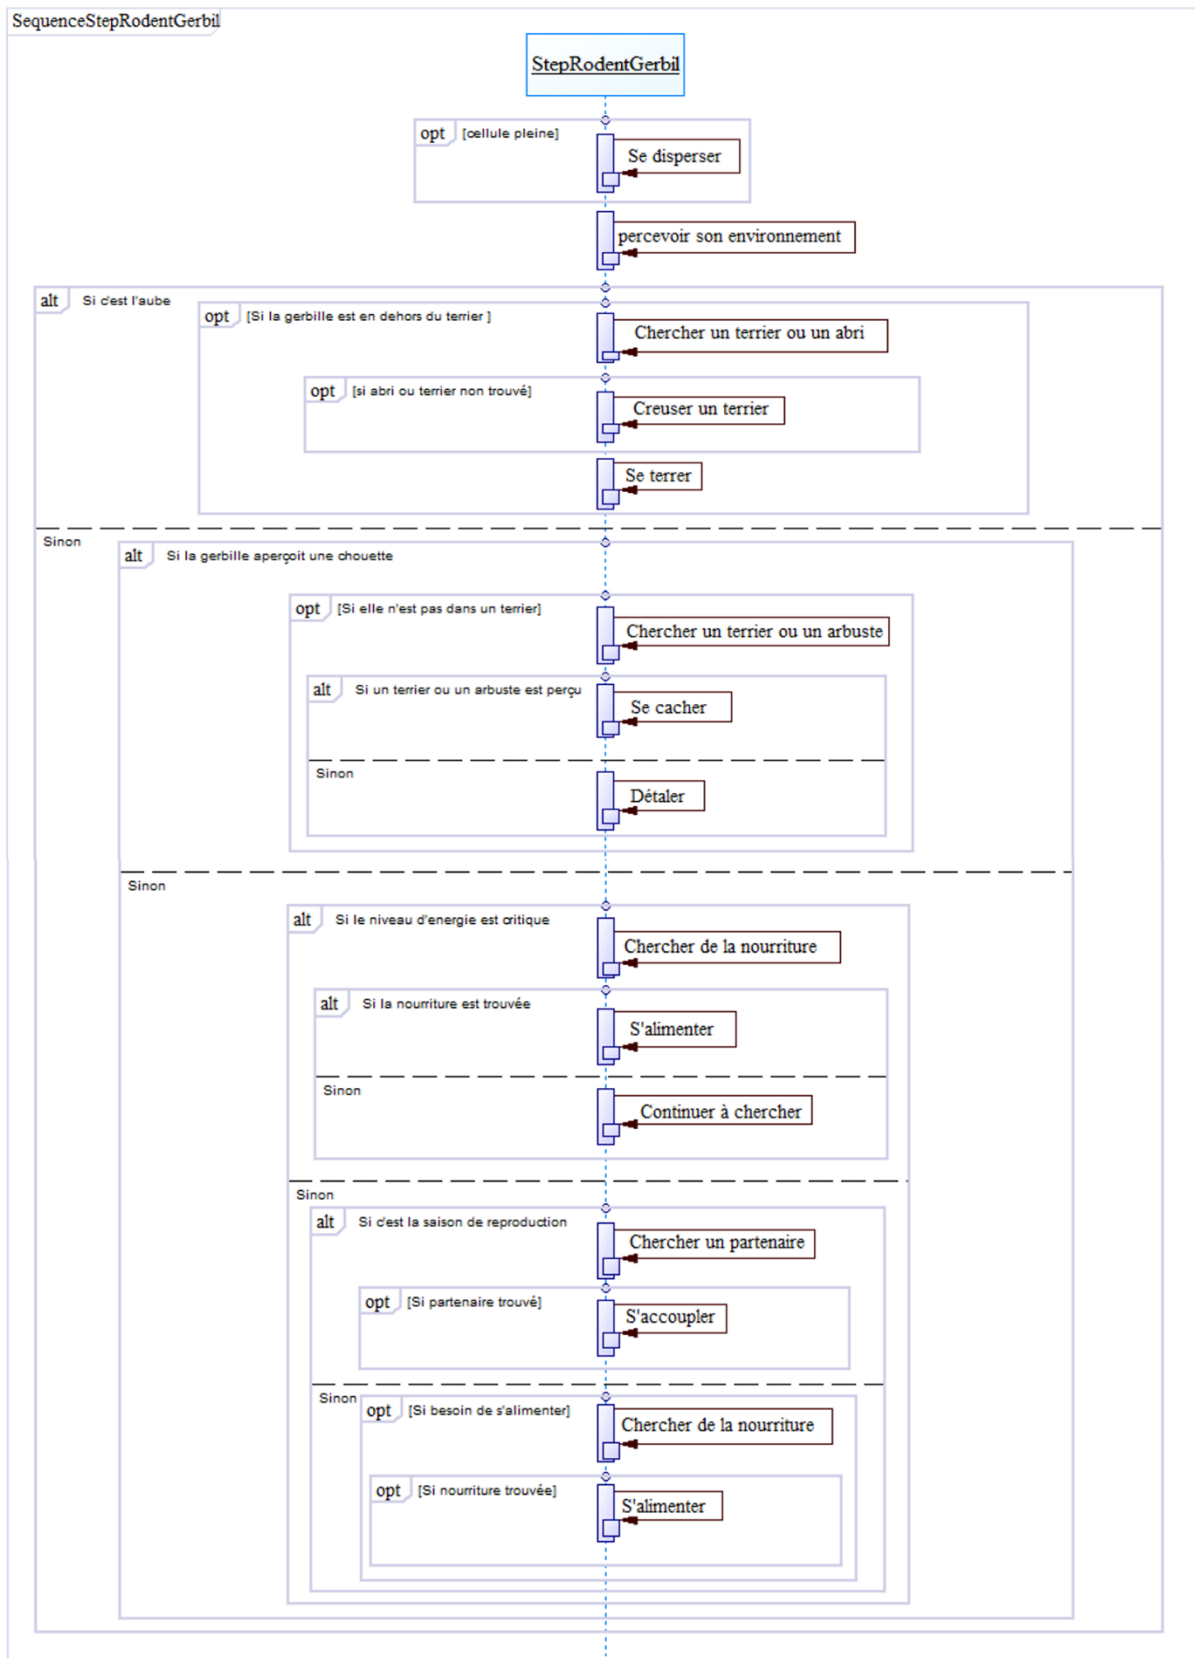 SequenceStepRodentGerbil
StepRodentGerbil
opt [cellule pleine]
Se disperser
percevoir son environnement
alt Si c'est l'aube
opt [Si la gerbille est en dehors du terrier ]
Chercher un terrier ou un abri
opt [si abri ou terrier non trouvé]
Creuser un terrier
Se terrer
Sinon
alt Si la gerbille aperçoit une chouette
opt [Si elle n'est pas dans un terrier]
Chercher un terrier ou un arbuste
alt Si un terrier ou un arbuste est perçu
Se cacher
Sinon
Détaler
Sinon
alt Si le niveau d'energie est critique
Chercher de la nourriture
alt Si la nourriture est trouvée
S'alimenter
Sinon
Continuer à chercher
Sinon
alt Si c'est la saison de reproduction
Chercher un partenaire
opt [Si partenaire trouvé]
S'accoupler
Sinon
opt [Si besoin de s'alimenter]
Chercher de la nourriture
opt [Si nourriture trouvée]
S'alimenter